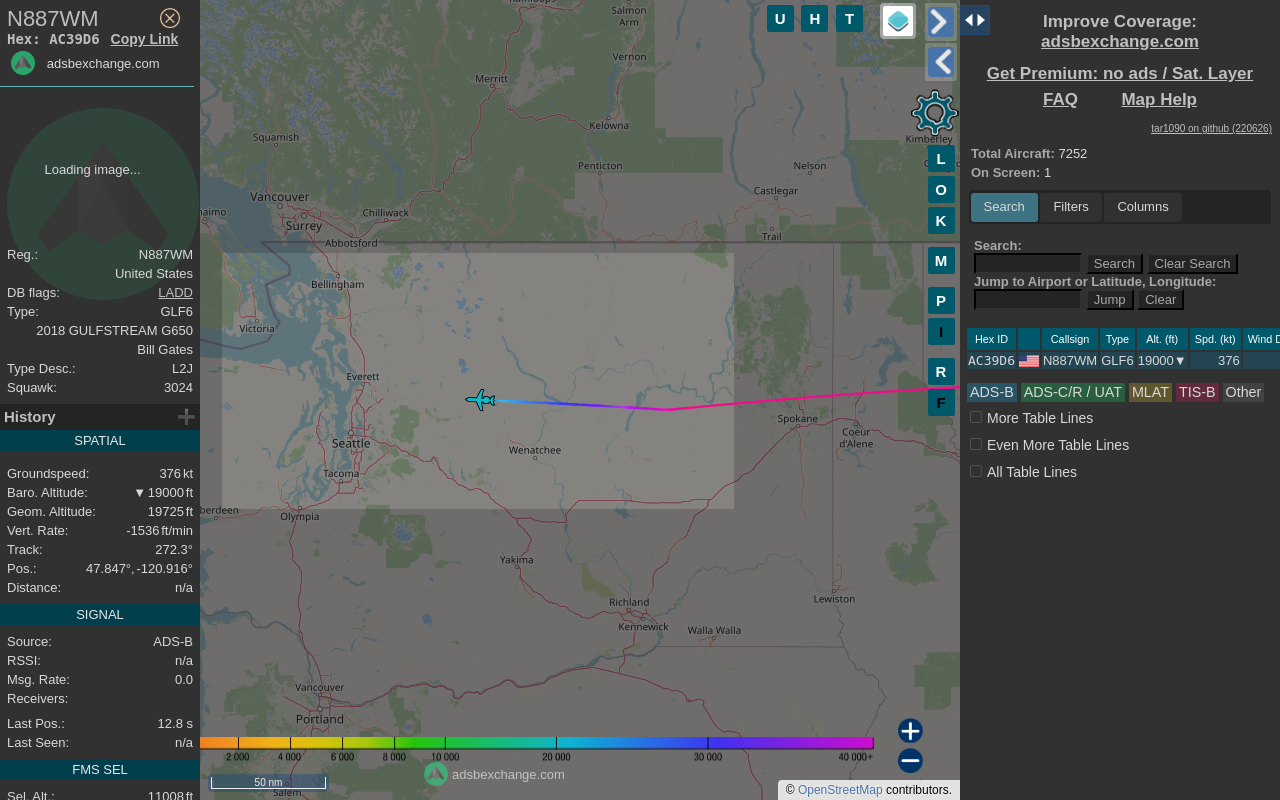 N887WM
Hex: AC39D6 Copy Link
adsbexchange.com
Loading image...
Reg.: N887WM
United States
DB flags: LADD
Type: GLF6
2018 GULFSTREAM G650
Bill Gates
Type Desc.: L2J
Squawk: 3024
History
SPATIAL
Groundspeed: 376 kt
Baro. Altitude: ▼ 19000 ft
Geom. Altitude: 19725 ft
Vert. Rate: -1536 ft/min
Track: 272.3°
Pos.: 47.847°, -120.916°
Distance: n/a
SIGNAL
Source: ADS-B
RSSI: n/a
Msg. Rate: 0.0
Receivers:
Last Pos.: 12.8 s
Last Seen: n/a
FMS SEL
Sel. Alt.: 11008 ft
Salmon
Arm
Vernon
Merritt
Kelowna
Squamish
Kimberley
Penticton
Nelson
Vancouver
Castlegar
naimo
Chilliwack
Surrey
Trail
Abbotsford
Bellingham
Victoria
Everett
Spokane
Coeur
d'Alene
Seattle
Wenatchee
Tacoma
berdeen
Olympia
Yakima
Richland
Lewiston
Kennewick
Walla Walla
Vancouver
Portland
Salem
U H T
L
O
K
M
P
I
R
F
2 000 4 000 6 000 8 000 10 000 20 000 30 000 40 000+
adsbexchange.com
50 nm
© OpenStreetMap contributors.
Improve Coverage:
adsbexchange.com
Get Premium: no ads / Sat. Layer
FAQ Map Help
tar1090 on github (220626)
Total Aircraft: 7252
On Screen: 1
Search Filters Columns
Search:
Search Clear Search
Jump to Airport or Latitude, Longitude:
Jump Clear
Hex ID Callsign Type Alt. (ft) Spd. (kt) Wind D
AC39D6 N887WM GLF6 19000▼ 376
ADS-B ADS-C/R / UAT MLAT TIS-B Other
More Table Lines
Even More Table Lines
All Table Lines